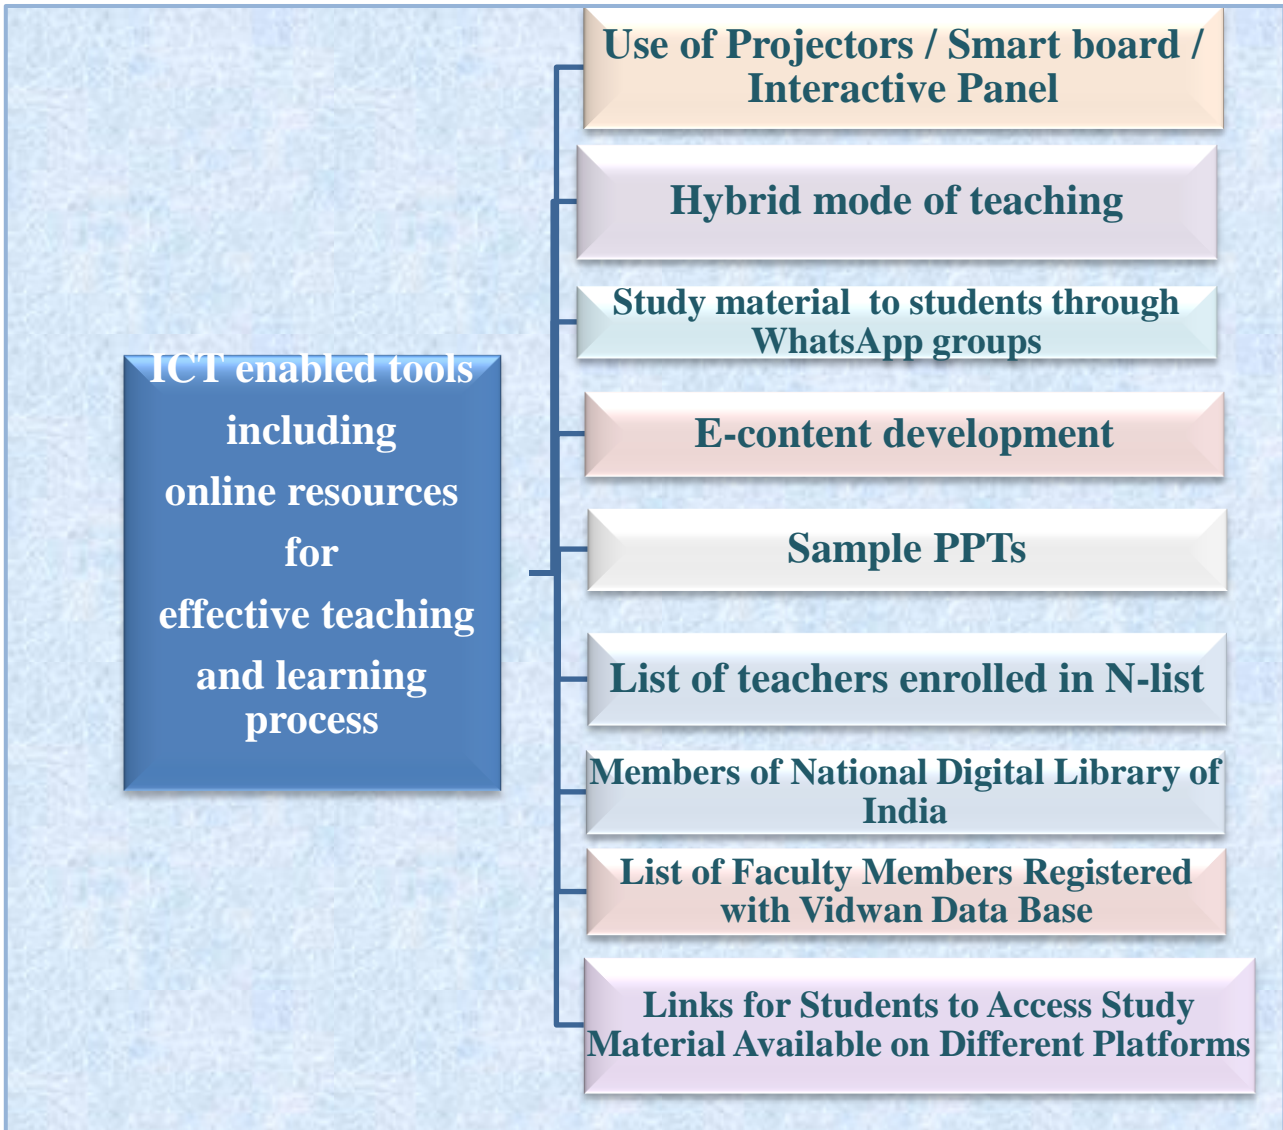 ICT enabled tools
including
online resources
for
effective teaching
and learning
process
Use of Projectors / Smart board /
Interactive Panel
Hybrid mode of teaching
Study material to students through
WhatsApp groups
E-content development
Sample PPTs
List of teachers enrolled in N-list
Members of National Digital Library of
India
List of Faculty Members Registered
with Vidwan Data Base
Links for Students to Access Study
Material Available on Different Platforms